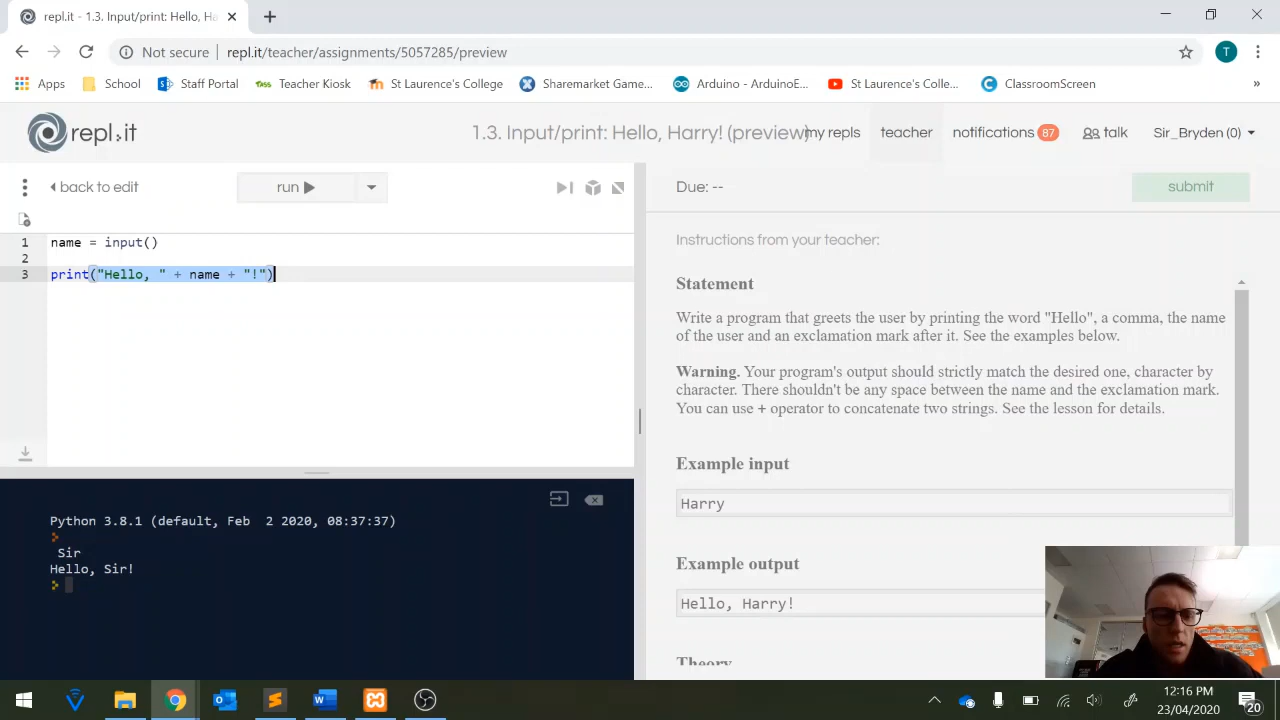 repl.it - 1.3. Input/print: Hello, Ha
Not secure | repl.it/teacher/assignments/5057285/preview
T
Apps School Staff Portal Teacher Kiosk St Laurence's College Sharemarket Game... Arduino - ArduinoE... St Laurence's Colle... ClassroomScreen »
repl.it 1.3. Input/print: Hello, Harry! (preview) my repls teacher notifications 87 talk Sir_Bryden (0)
back to edit run
Due: -- submit
1 name = input()
2
3 print("Hello, " + name + "!")
Python 3.8.1 (default, Feb 2 2020, 08:37:37)
Sir
Hello, Sir!
Instructions from your teacher:
Statement
Write a program that greets the user by printing the word "Hello", a comma, the name
of the user and an exclamation mark after it. See the examples below.
Warning. Your program's output should strictly match the desired one, character by
character. There shouldn't be any space between the name and the exclamation mark.
You can use + operator to concatenate two strings. See the lesson for details.
Example input
Harry
Example output
Hello, Harry!
Theory
12:16 PM
23/04/2020
20